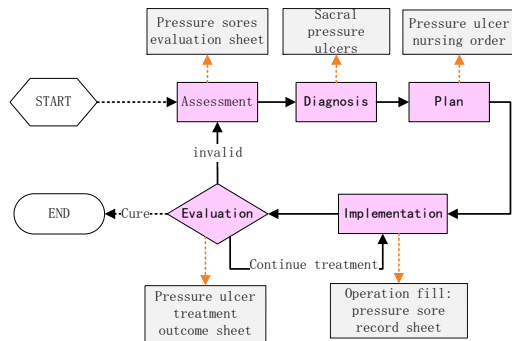 Pressure sores
evaluation sheet
Sacral
pressure
ulcers
Pressure ulcer
nursing order
START
Assessment
Diagnosis
Plan
invalid
END
Cure
Evaluation
Implementation
Continue treatment
Pressure ulcer
treatment
outcome sheet
Operation fill:
pressure sore
record sheet